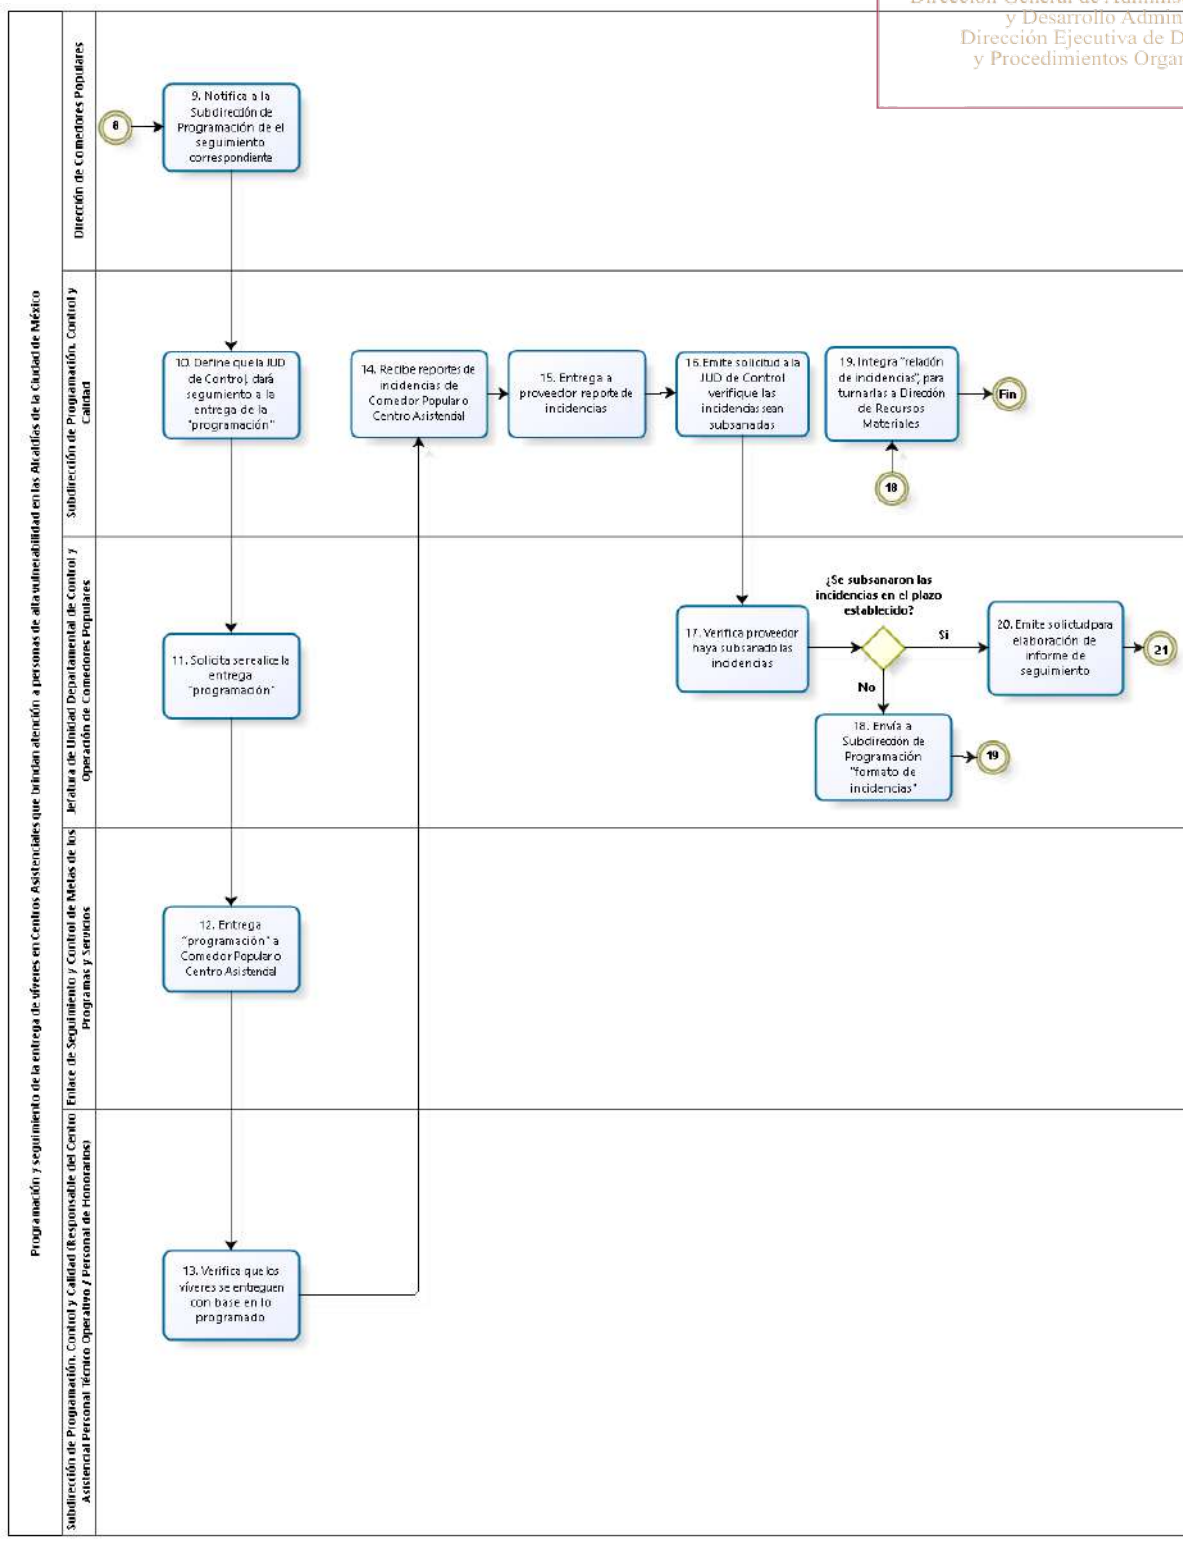 y Desarrollo Admin
Dirección Ejecutiva de D
y Procedimientos Organ
Programación y seguimiento de la entrega de víveres en Centros Asistenciales que brindan atención a personas de alta vulnerabilidad en las Alcaldías de la Ciudad de México
Dirección de Comedores Populares
8
9. Notifica a la
Subdirección de
Programación de el
seguimiento
correspondiente
Subdirección de Programación, Control y
Calidad
10. Define que la JUD
de Control, dará
seguimiento a la
entrega de la
"programación"
14. Recibe reportes de
incidencias de
Comedor Popular o
Centro Asistencial
15. Entrega a
proveedor reporte de
incidencias
16. Emite solicitud a la
JUD de Control
verifique las
incidencias sean
subsanadas
19. Integra "relación
de incidencias", para
turnarlas a Dirección
de Recursos
Materiales
Fin
18
Jefatura de Unidad Departamental de Control y
Operación de Comedores Populares
11. Solicita se realice la
entrega
"programación"
17. Verifica proveedor
haya subsanado las
incidencias
¿Se subsanaron las
incidencias en el plazo
establecido?
Si
No
20. Emite solicitud para
elaboración de
informe de
seguimiento
21
18. Envía a
Subdirección de
Programación
"formato de
incidencias"
19
Enlace de Seguimiento y Control de Metas de los
Programas y Servicios
12. Entrega
"programación" a
Comedor Popular o
Centro Asistencial
Subdirección de Programación, Control y Calidad (Responsable del Centro
Asistencial Personal Técnico Operativo / Personal de Honorarios)
13. Verifica que los
víveres se entreguen
con base en lo
programado